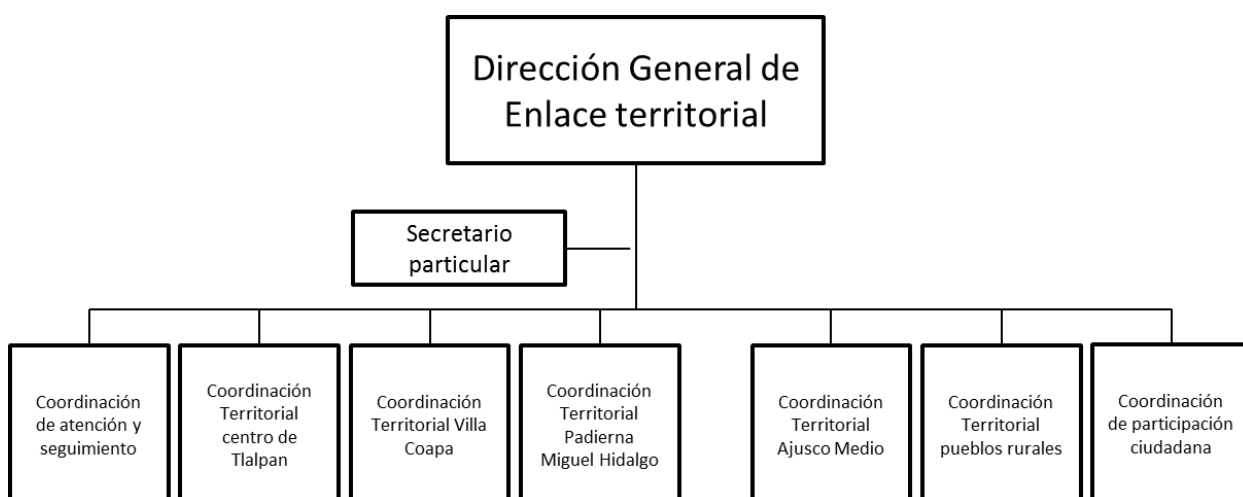 Dirección General de
Enlace territorial
Secretario
particular
Coordinación
de atención y
seguimiento
Coordinación
Territorial
centro de
Tlalpan
Coordinación
Territorial Villa
Coapa
Coordinación
Territorial
Padierna
Miguel Hidalgo
Coordinación
Territorial
Ajusco Medio
Coordinación
Territorial
pueblos rurales
Coordinación
de participación
ciudadana